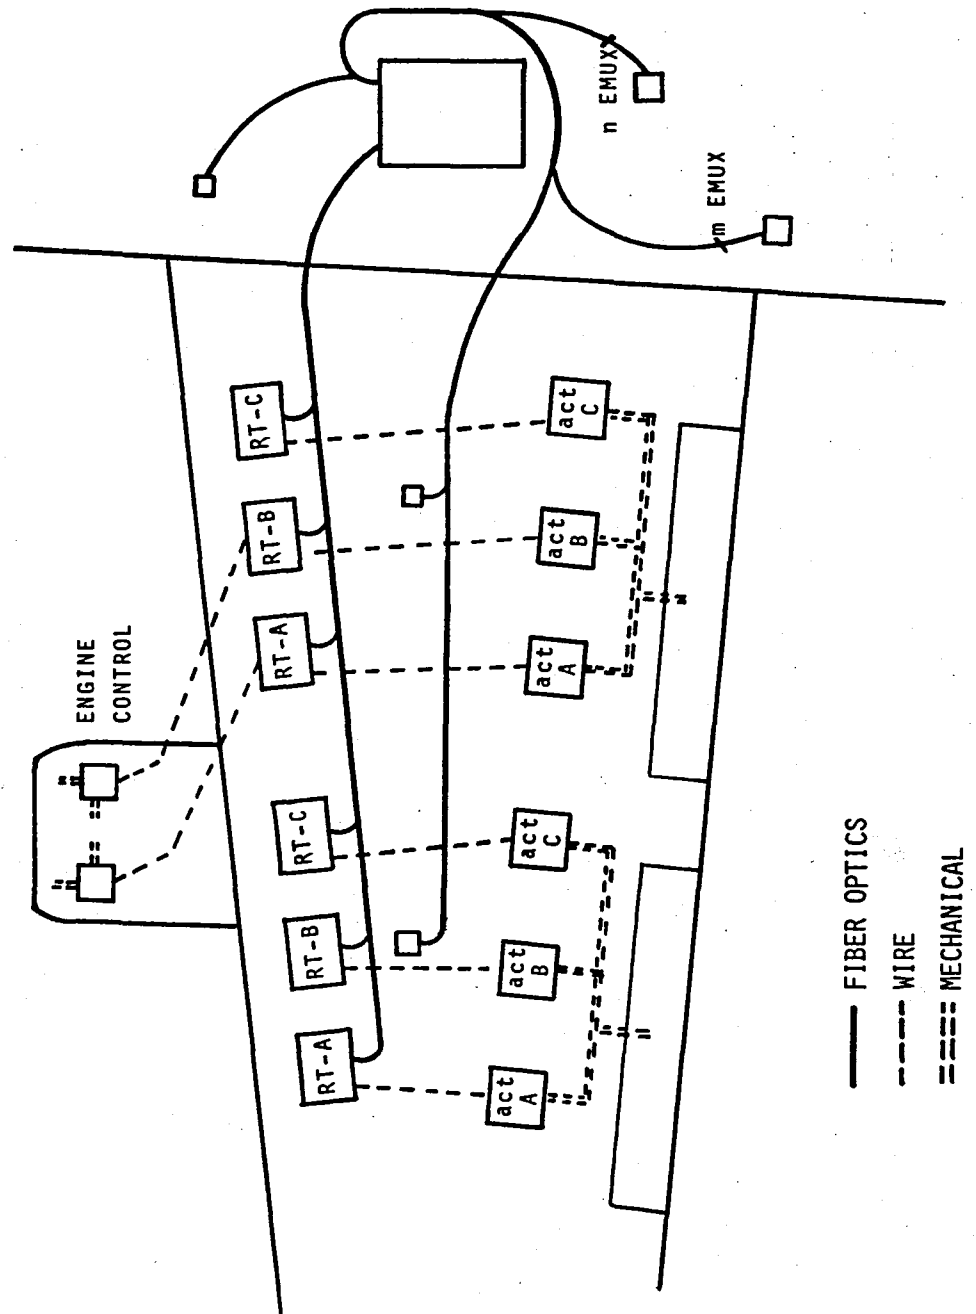 ENGINE
CONTROL
RT-A
RT-B
RT-C
RT-A
RT-B
RT-C
act
A
act
B
act
C
act
A
act
B
act
C
m EMUX
n EMUX
FIBER OPTICS
WIRE
MECHANICAL